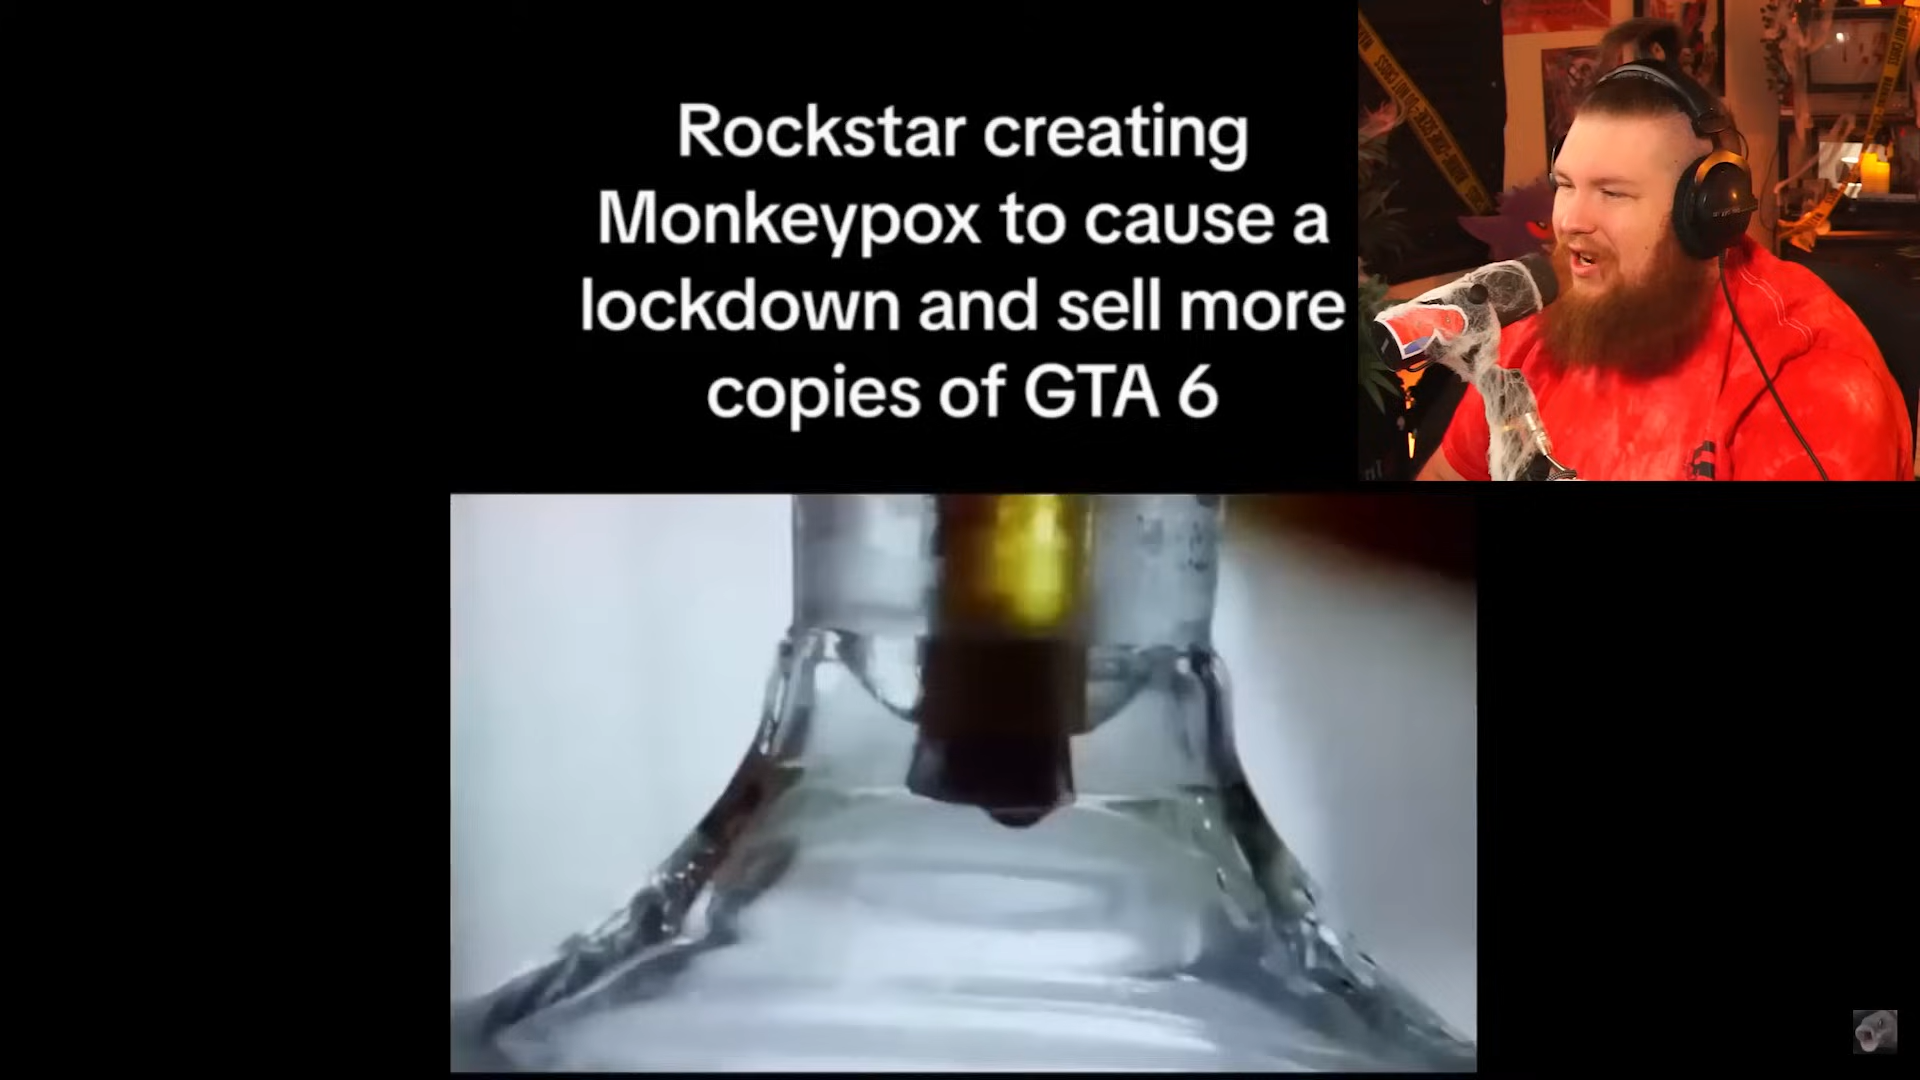 Rockstar creating
Monkeypox to cause a
lockdown and sell more
copies of GTA 6